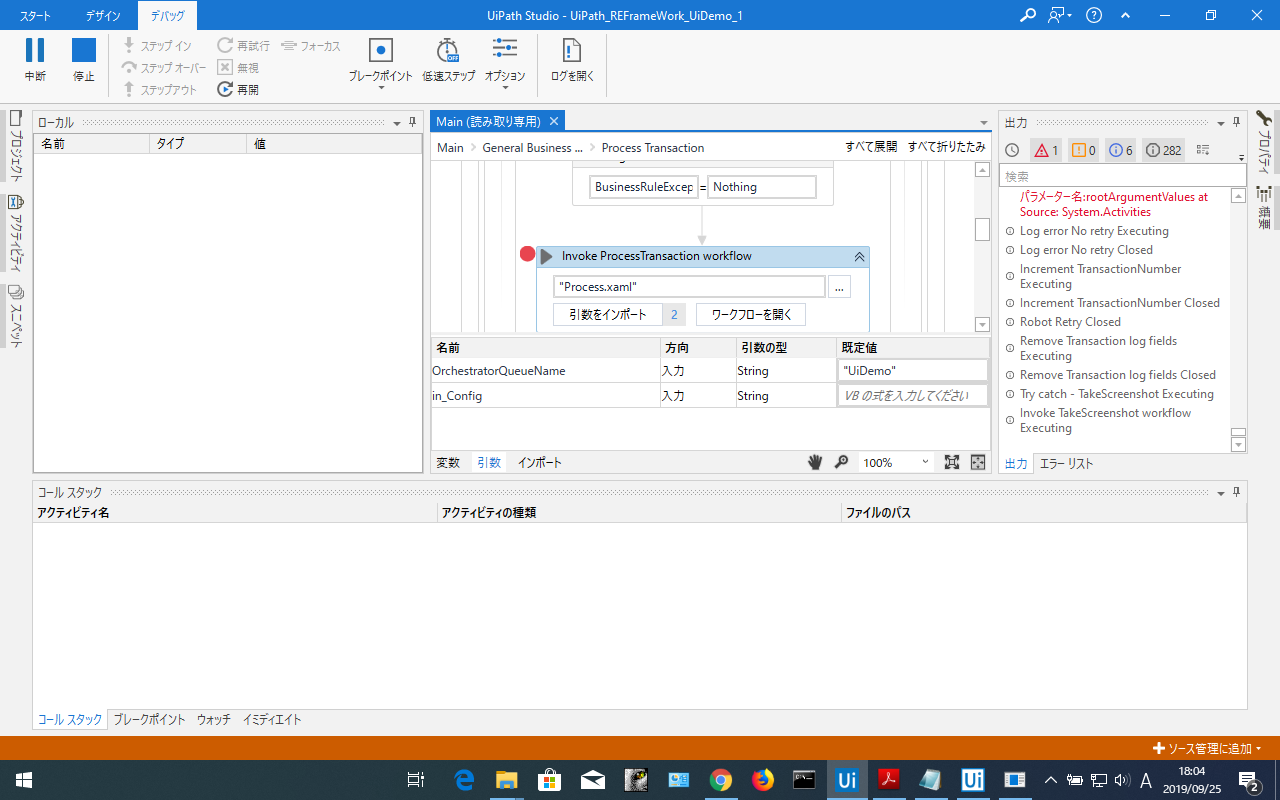 スタート デザイン デバッグ UiPath Studio - UiPath_REFrameWork_UiDemo_1
中断
停止
ステップ イン
ステップ オーバー
ステップアウト
再試行
無視
再開
フォーカス
ブレークポイント
低速ステップ
OFF
オプション
ログを開く
プロジェクト
アクティビティ
スニペット
ローカル
名前 タイプ 値
Main (読み取り専用)
Main General Business ... Process Transaction すべて展開 すべて折りたたみ
BusinessRuleExcep = Nothing
Invoke ProcessTransaction workflow
"Process.xaml" ...
引数をインポート 2 ワークフローを開く
名前 方向 引数の型 既定値
OrchestratorQueueName 入力 String "UiDemo"
in_Config 入力 String VB の式を入力してください
変数 引数 インポート 100%
出力
1 0 6 282
検索
パラメーター名:rootArgumentValues at
Source: System.Activities
Log error No retry Executing
Log error No retry Closed
Increment TransactionNumber
Executing
Increment TransactionNumber Closed
Robot Retry Closed
Remove Transaction log fields
Executing
Remove Transaction log fields Closed
Try catch - TakeScreenshot Executing
Invoke TakeScreenshot workflow
Executing
出力 エラー リスト
プロパティ
概要
コール スタック
アクティビティ名 アクティビティの種類 ファイルのパス
コール スタック ブレークポイント ウォッチ イミディエイト
ソース管理に追加
Ui
Ui
A
18:04
2019/09/25
2